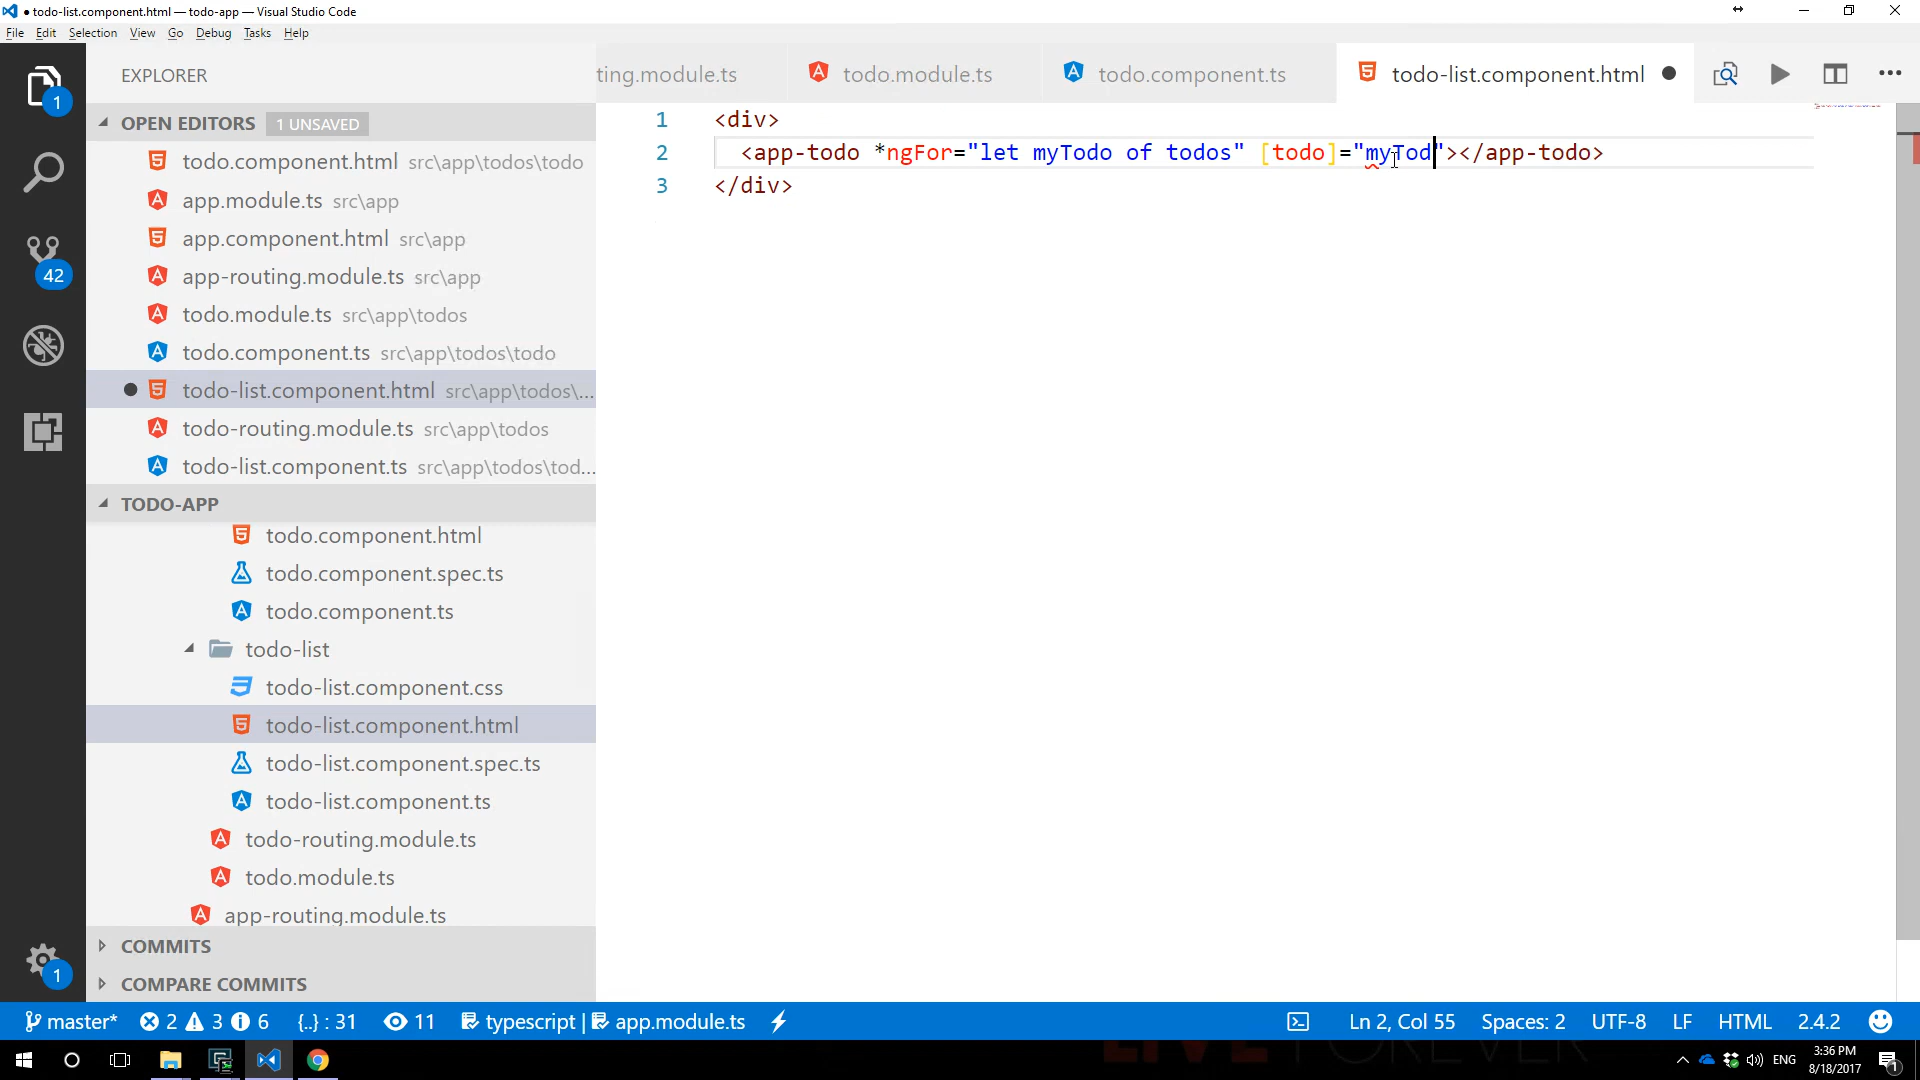 ● todo-list.component.html — todo-app — Visual Studio Code
File Edit Selection View Go Debug Tasks Help
EXPLORER
ting.module.ts
todo.module.ts
todo.component.ts
todo-list.component.html
OPEN EDITORS 1 UNSAVED
todo.component.html src\app\todos\todo
app.module.ts src\app
app.component.html src\app
app-routing.module.ts src\app
todo.module.ts src\app\todos
todo.component.ts src\app\todos\todo
todo-list.component.html src\app\todos\...
todo-routing.module.ts src\app\todos
todo-list.component.ts src\app\todos\tod...
TODO-APP
todo.component.html
todo.component.spec.ts
todo.component.ts
todo-list
todo-list.component.css
todo-list.component.html
todo-list.component.spec.ts
todo-list.component.ts
todo-routing.module.ts
todo.module.ts
app-routing.module.ts
COMMITS
COMPARE COMMITS
1
42
1
1 <div>
2 <app-todo *ngFor="let myTodo of todos" [todo]="myTod"></app-todo>
3 </div>
master* 2 3 6 {..} : 31 11 typescript | app.module.ts
Ln 2, Col 55 Spaces: 2 UTF-8 LF HTML 2.4.2
ENG
3:36 PM
8/18/2017
1